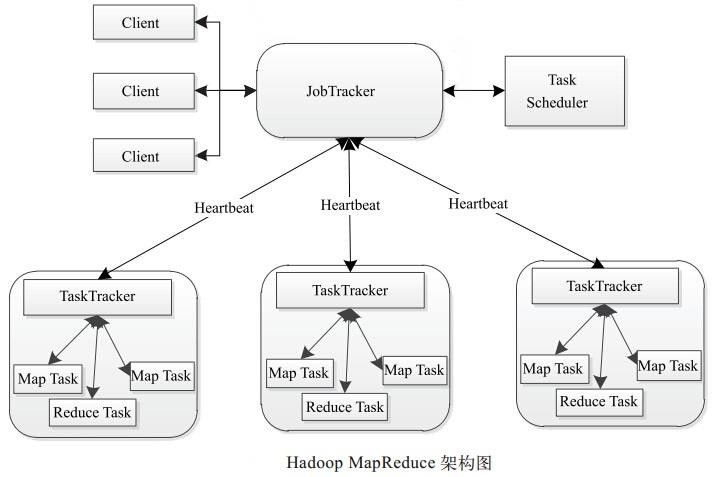 Client
Client
Client
JobTracker
Task
Scheduler
Heartbeat
Heartbeat
Heartbeat
TaskTracker
Map Task
Map Task
Reduce Task
TaskTracker
Map Task
Map Task
Reduce Task
TaskTracker
Map Task
Map Task
Reduce Task
Hadoop MapReduce 架构图